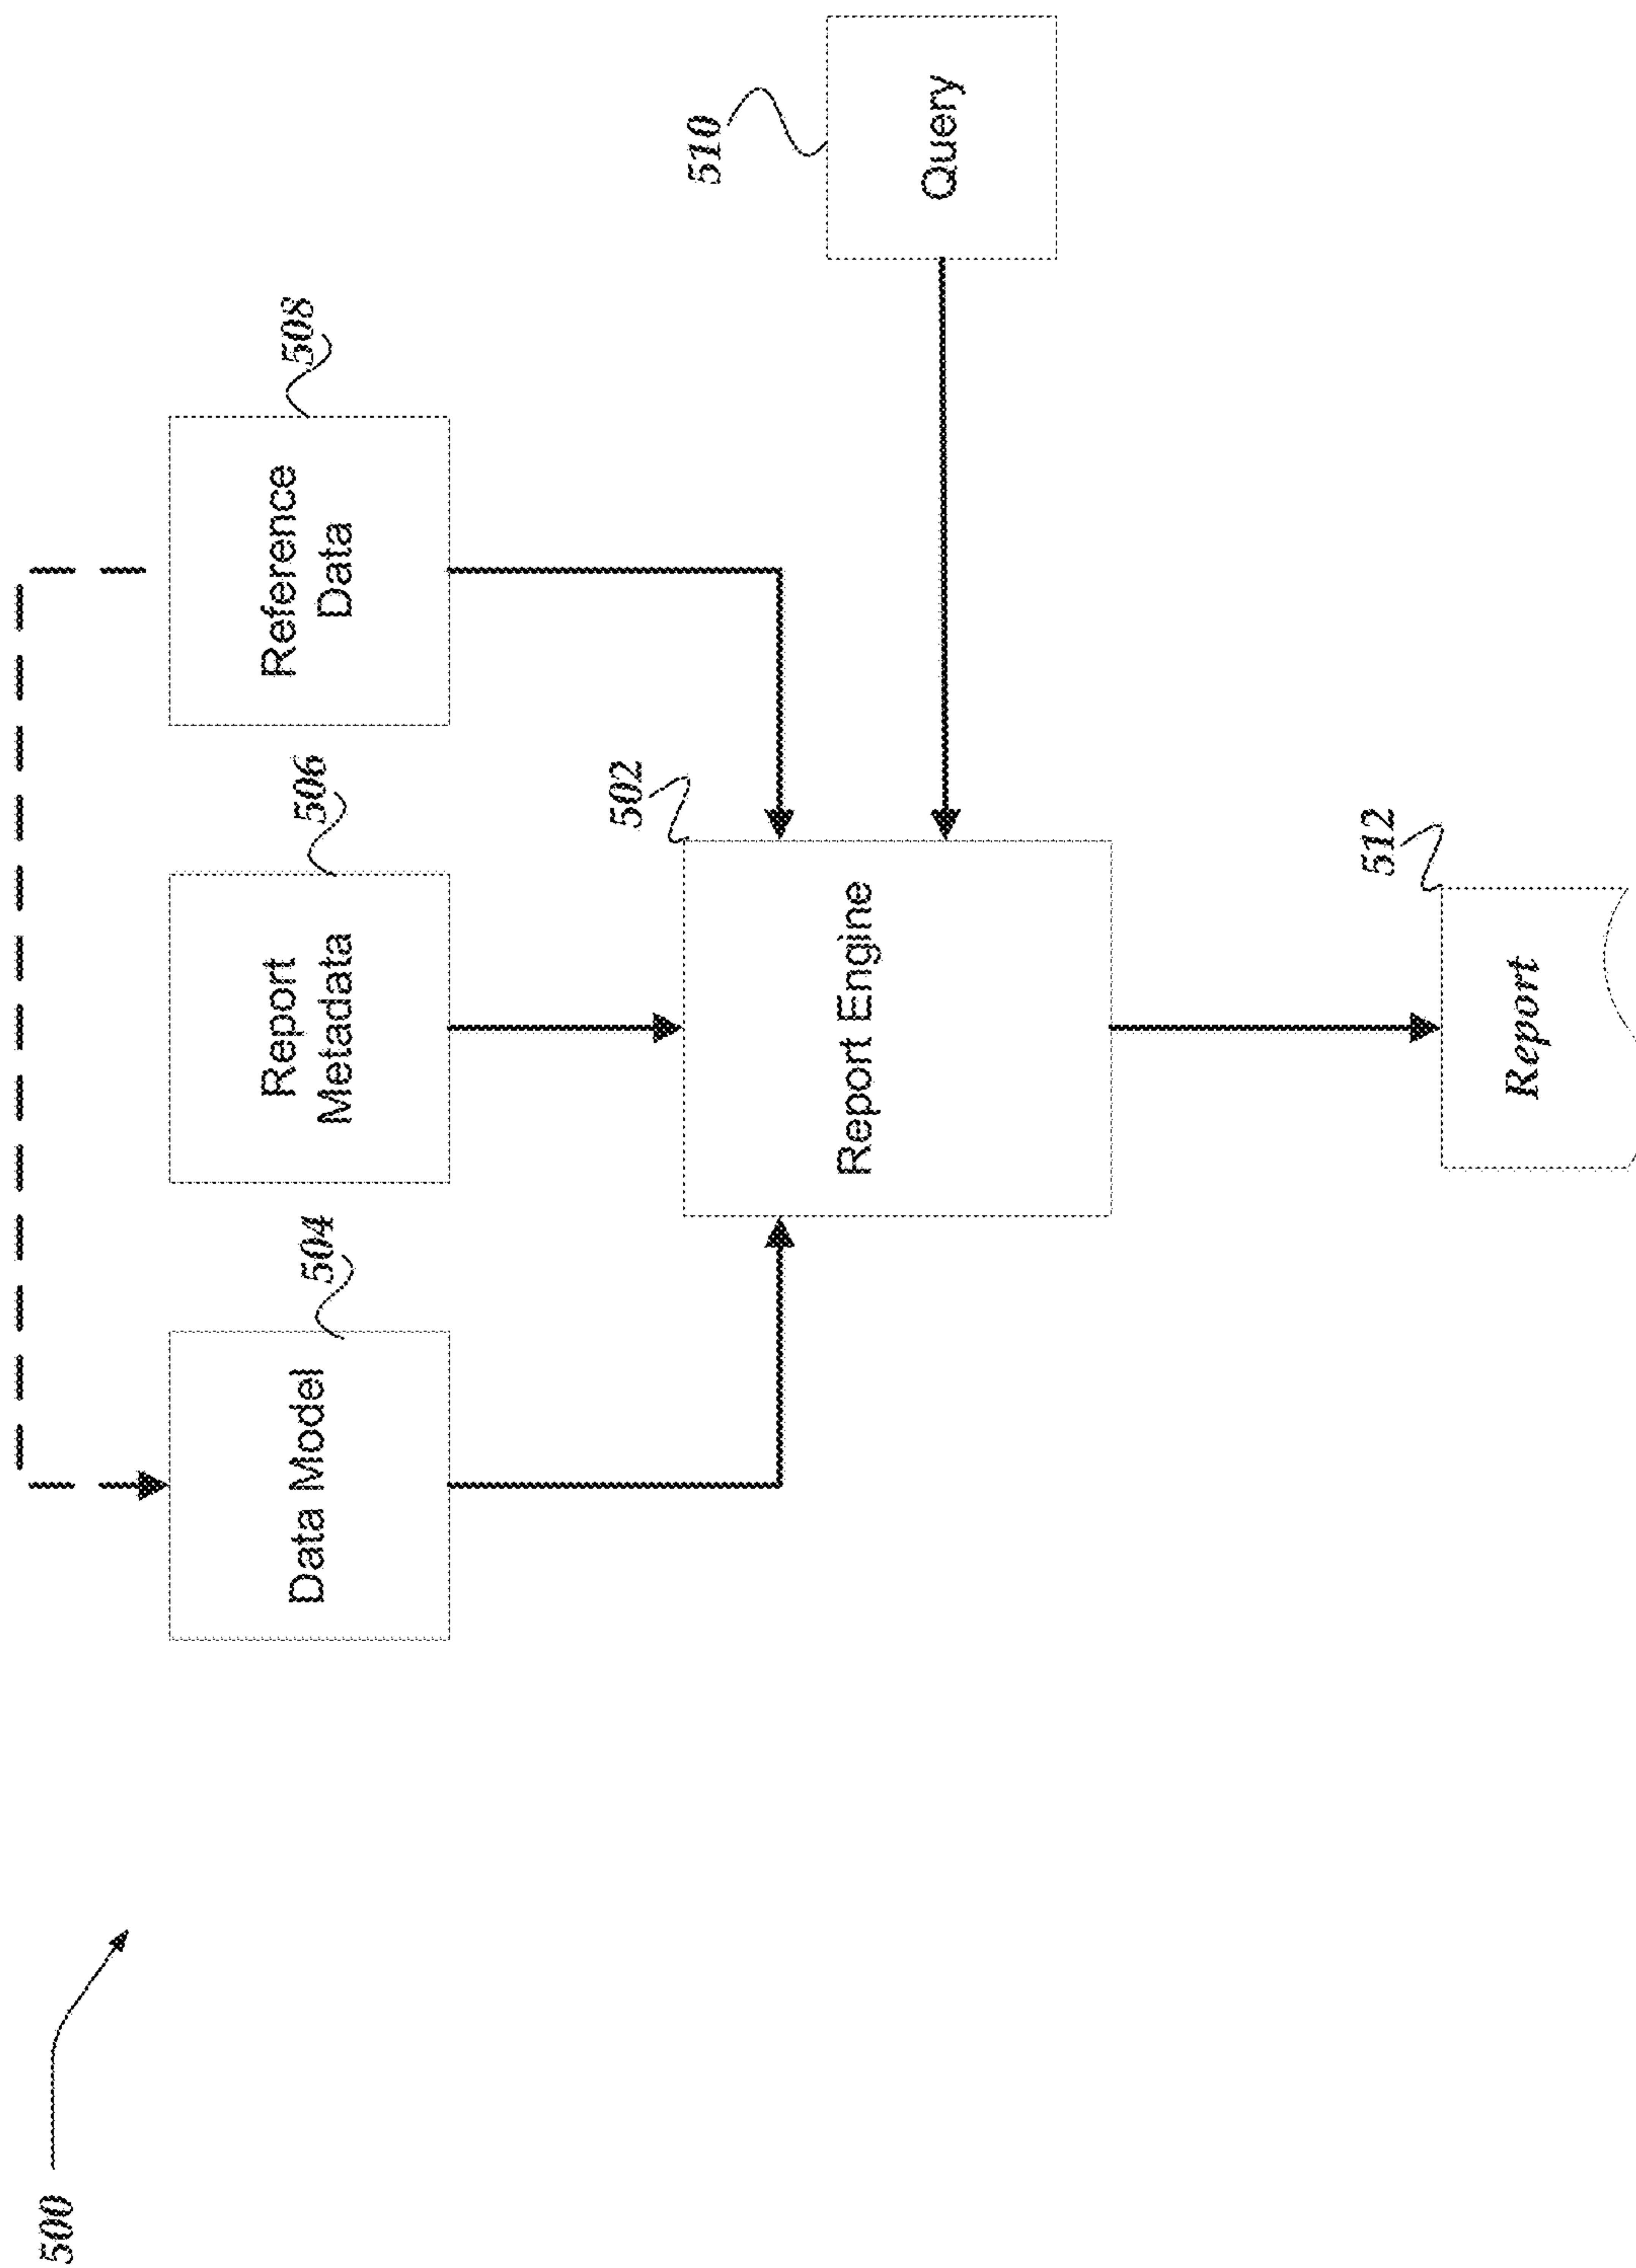 500
Data Model
504
Report
Metadata
506
Reference
Data
508
Report Engine
502
Query
510
Report
512